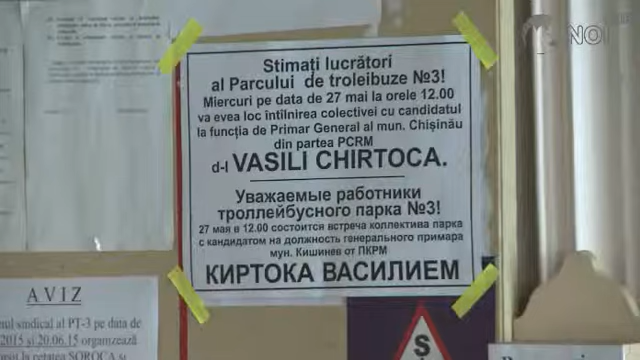 Stimați lucrători
al Parcului de troleibuze №3!
Miercuri pe data de 27 mai la orele 12.00
va evea loc întîlnirea colectivei cu candidatul
la funcția de Primar General al mun. Chișinău
din partea PCRM
d-l VASILI CHIRTOCA.
Уважаемые работники
троллейбусного парка №3!
27 мая в 12.00 состоится встреча коллектива парка
с кандидатом на должность генерального примара
мун. Кишинев от ПКРМ
КИРТОКА ВАСИЛИЕМ
AVIZ
sindical al PT-3 pe data de
2015 și 20.06.15 organizează
SOROCA și
S
NOI